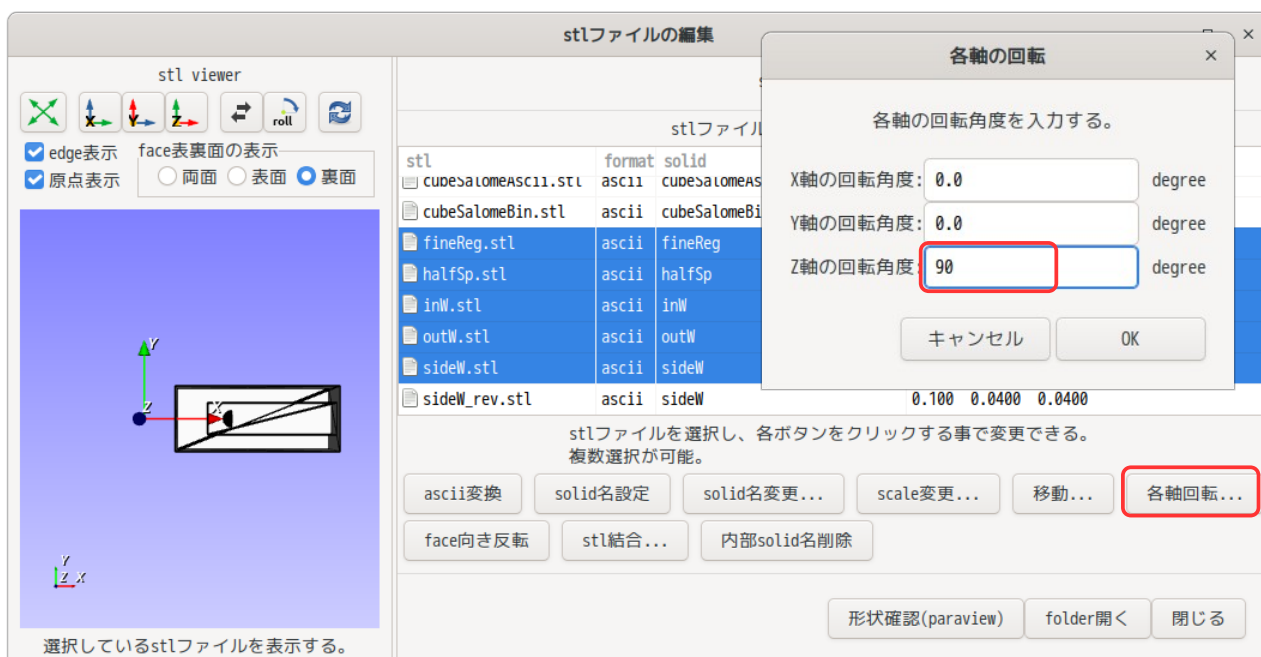 stlファイルの編集
stl viewer
roll
edge表示
原点表示
face表裏面の表示
両面 表面 裏面
Y
Z
X
Y
Z X
選択しているstlファイルを表示する。
stlファイル
stl format solid
cubeSalomeAscii.stl ascii cubeSalomeAs
cubeSalomeBin.stl ascii cubeSalomeBi
fineReg.stl ascii fineReg
halfSp.stl ascii halfSp
inW.stl ascii inW
outW.stl ascii outW
sideW.stl ascii sideW
sideW_rev.stl ascii sideW 0.100 0.0400 0.0400
stlファイルを選択し、各ボタンをクリックする事で変更できる。
複数選択が可能。
ascii変換 solid名設定 solid名変更... scale変更... 移動... 各軸回転...
face向き反転 stl結合... 内部solid名削除
形状確認(paraview) folder開く 閉じる
各軸の回転
各軸の回転角度を入力する。
X軸の回転角度: 0.0 degree
Y軸の回転角度: 0.0 degree
Z軸の回転角度: 90 degree
キャンセル OK